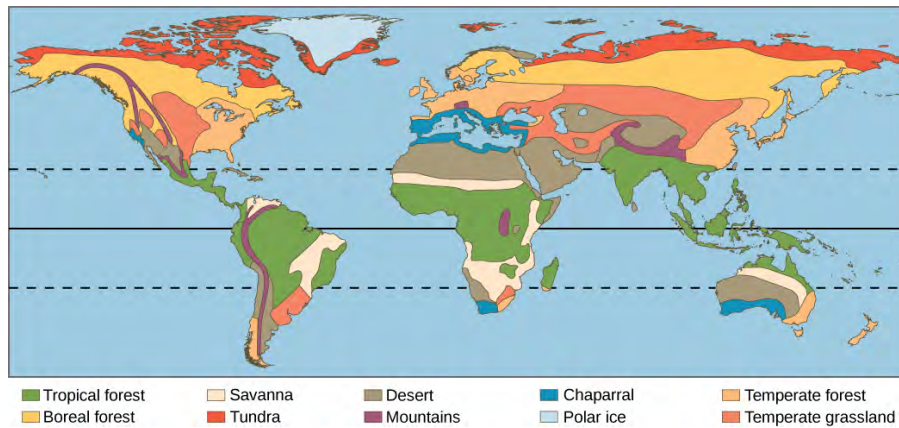 Tropical forest Savanna Desert Chaparral Temperate forest
Boreal forest Tundra Mountains Polar ice Temperate grassland